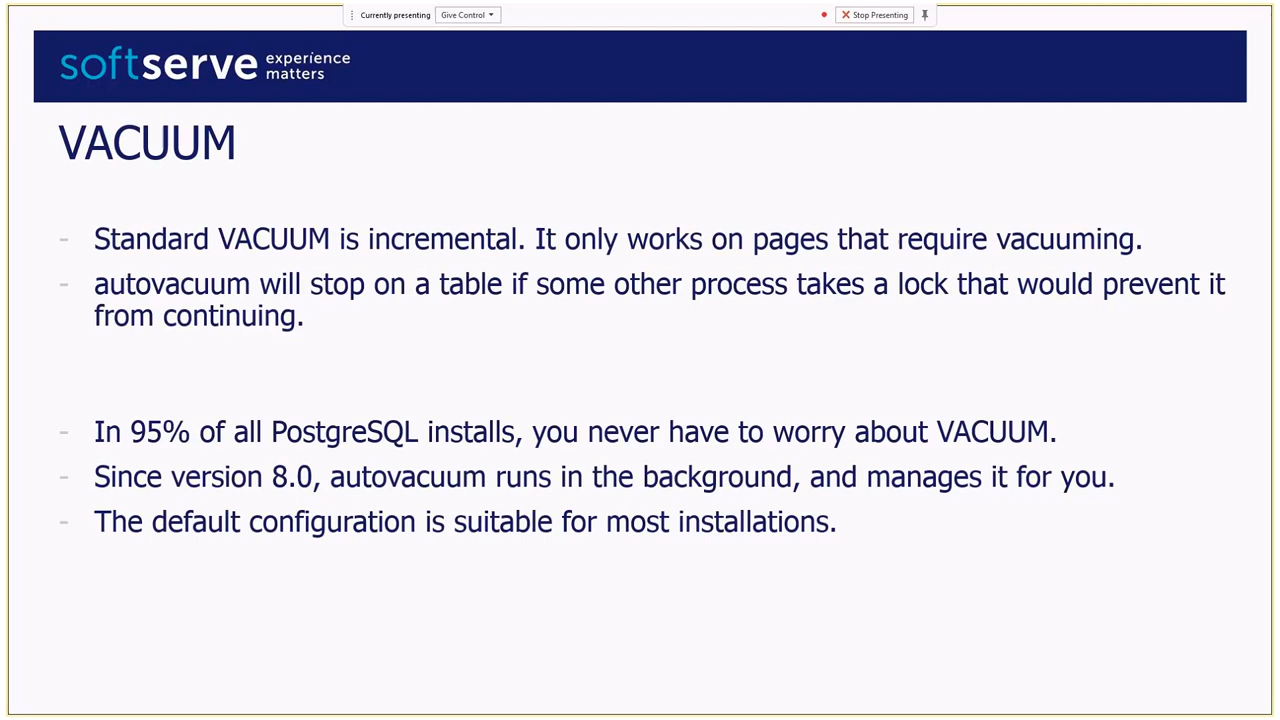 Currently presenting Give Control Stop Presenting
softserve experience
matters
VACUUM
- Standard VACUUM is incremental. It only works on pages that require vacuuming.
- autovacuum will stop on a table if some other process takes a lock that would prevent it
from continuing.
- In 95% of all PostgreSQL installs, you never have to worry about VACUUM.
- Since version 8.0, autovacuum runs in the background, and manages it for you.
- The default configuration is suitable for most installations.